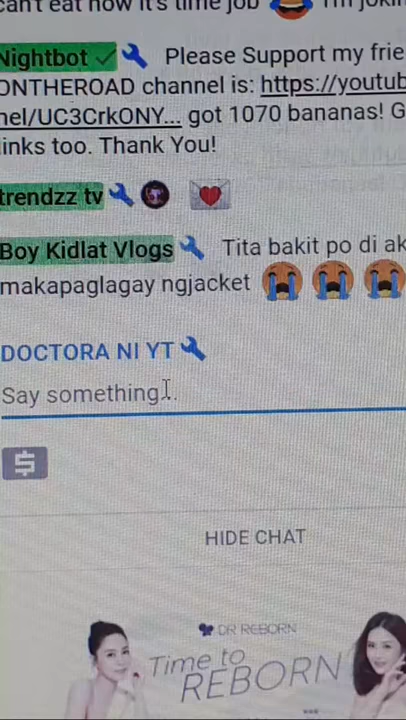 can't eat now it's time job
Nightbot Please Support my frie
ONTHEROAD channel is: https://youtub
nel/UC3CrkONY... got 1070 bananas! G
inks too. Thank You!
trendzz tv
Boy Kidlat Vlogs Tita bakit po di ak
makapaglagay ngjacket
DOCTORA NI YT
Say something...
$
HIDE CHAT
DR REBORN
Time to
REBORN